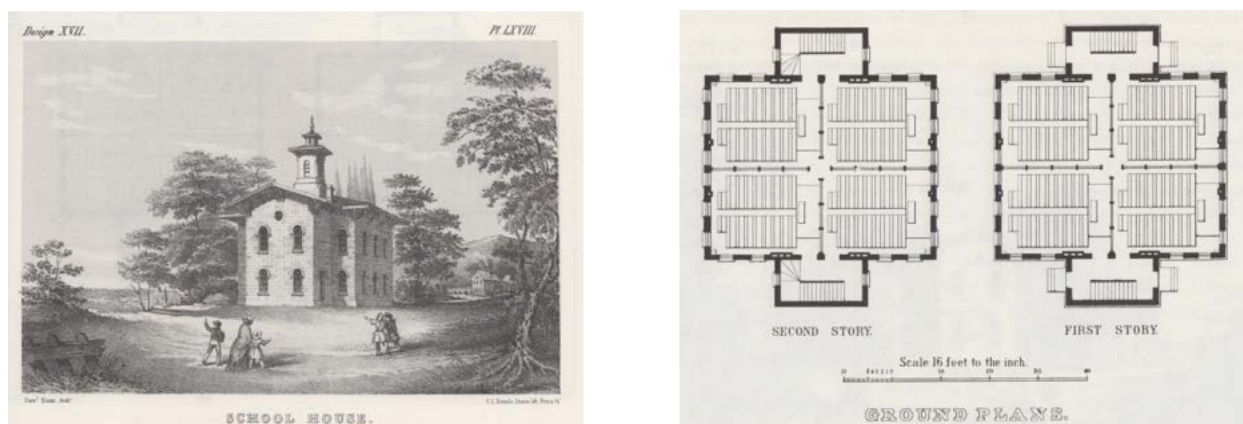 Design XVII.
Pl. LXVIII.
SCHOOL HOUSE.
SECOND STORY.
FIRST STORY.
Scale 16 feet to the inch.
GROUND PLANS.